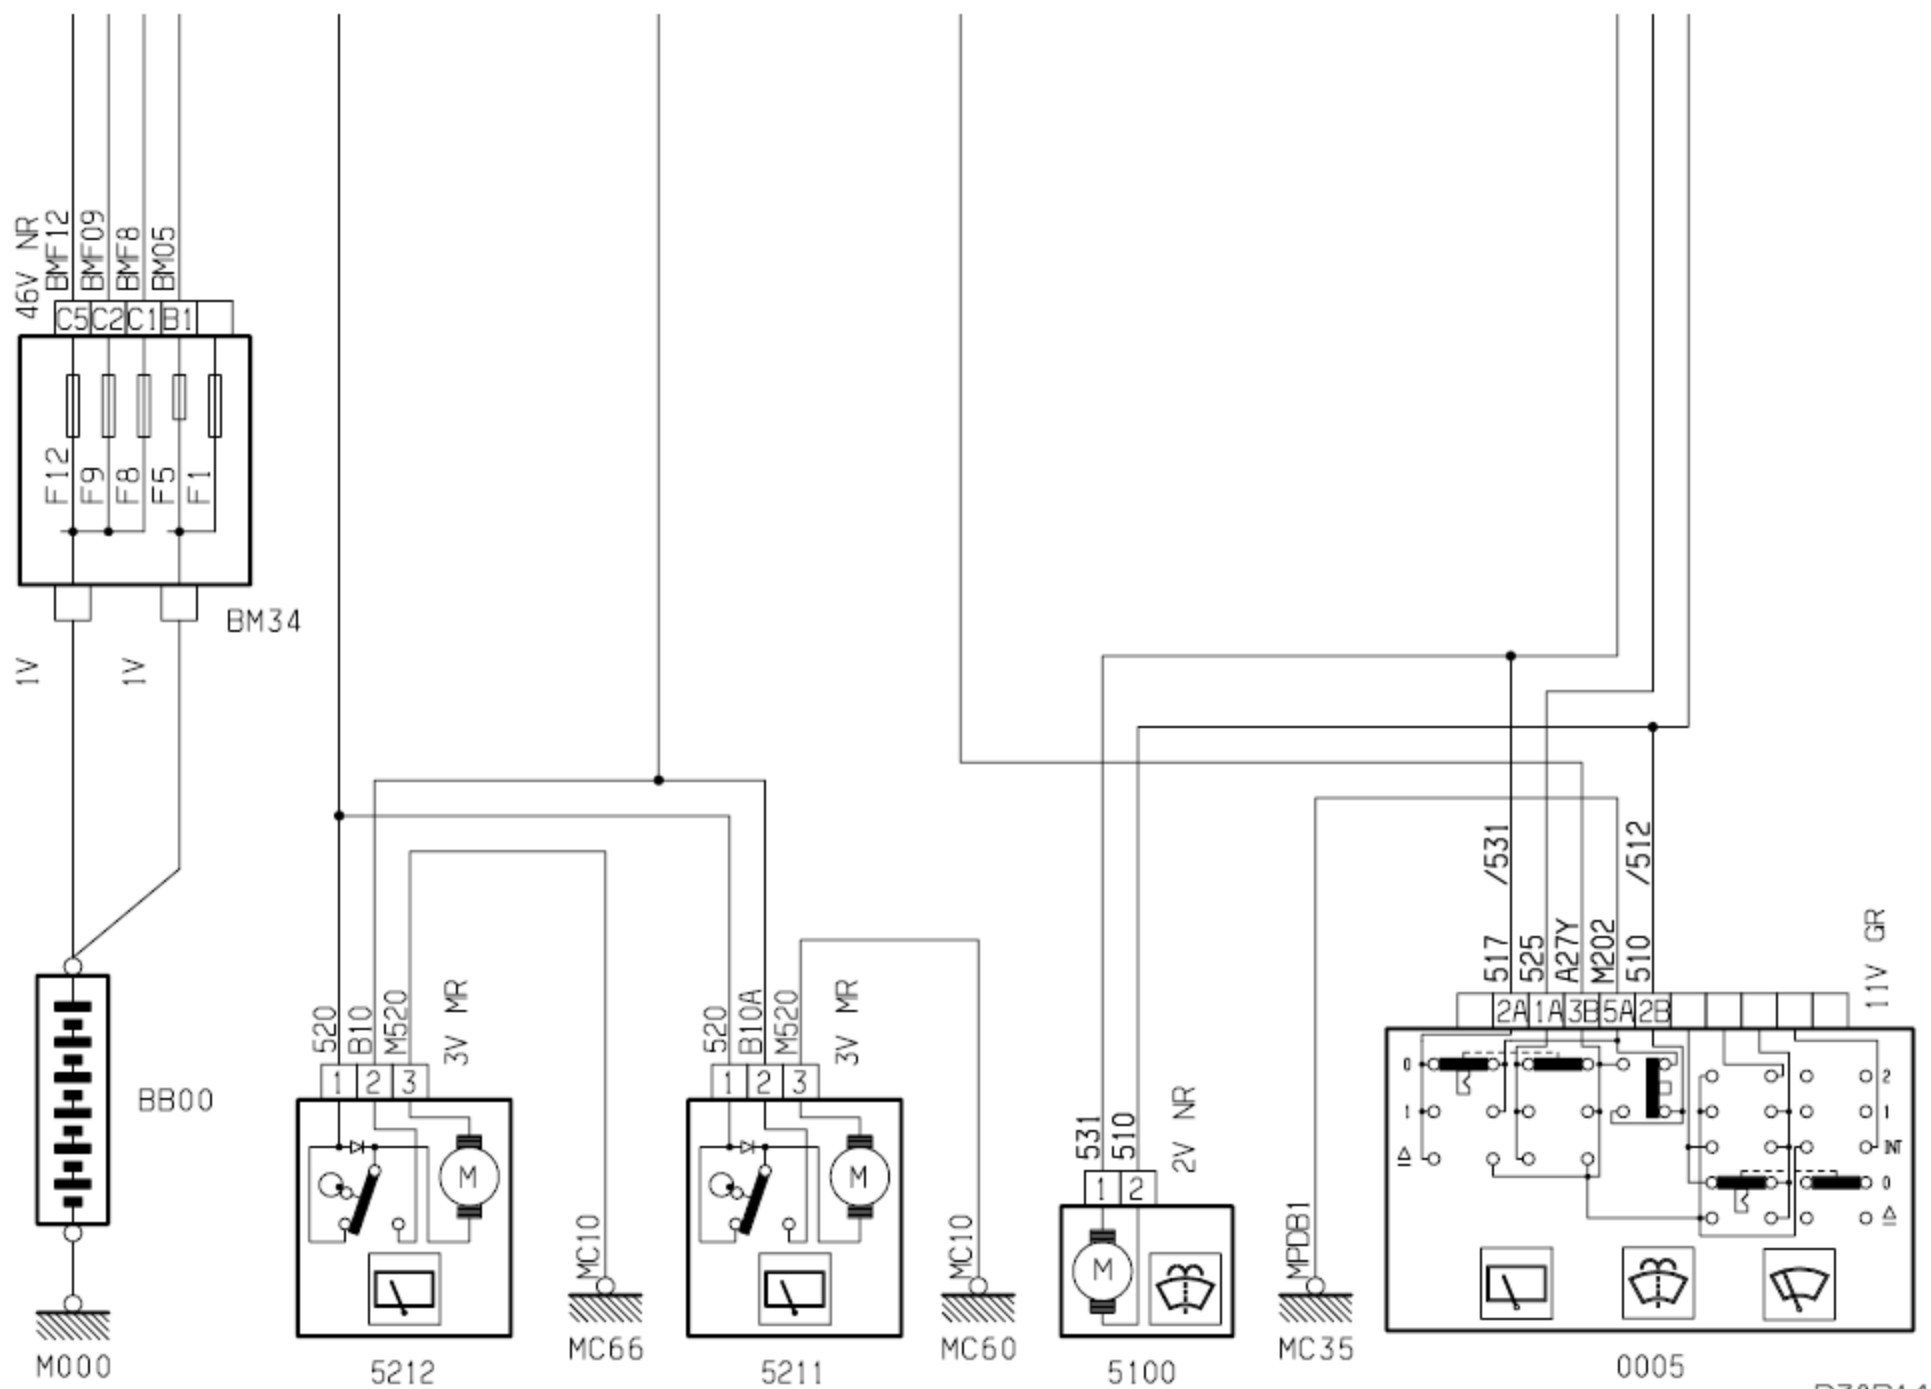 46V NR
BMF12
BMF09
BMF8
BM05
C5 C2 C1 B1
F12
F9
F8
F5
F1
BM34
1V
1V
BB00
M000
520
B10
M520
3V MR
1 2 3
M
5212
MC10
MC66
520
B10A
M520
3V MR
1 2 3
M
5211
MC10
MC60
531
510
2V NR
1 2
M
5100
MPDB1
MC35
/531
/512
517
525
A27Y
M202
510
11V GR
2A 1A 3B 5A 2B
0
1
2
1
INT
0
0005